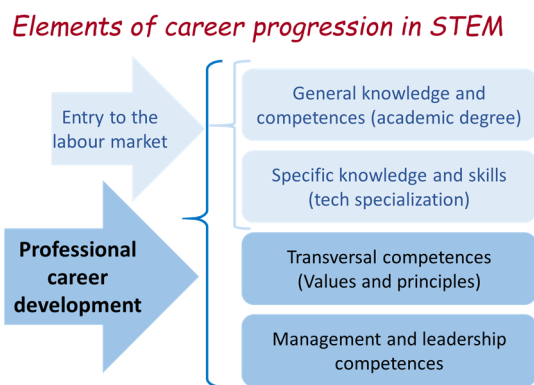 Elements of career progression in STEM
Entry to the
labour market
General knowledge and
competences (academic degree)
Specific knowledge and skills
(tech specialization)
Professional
career
development
Transversal competences
(Values and principles)
Management and leadership
competences